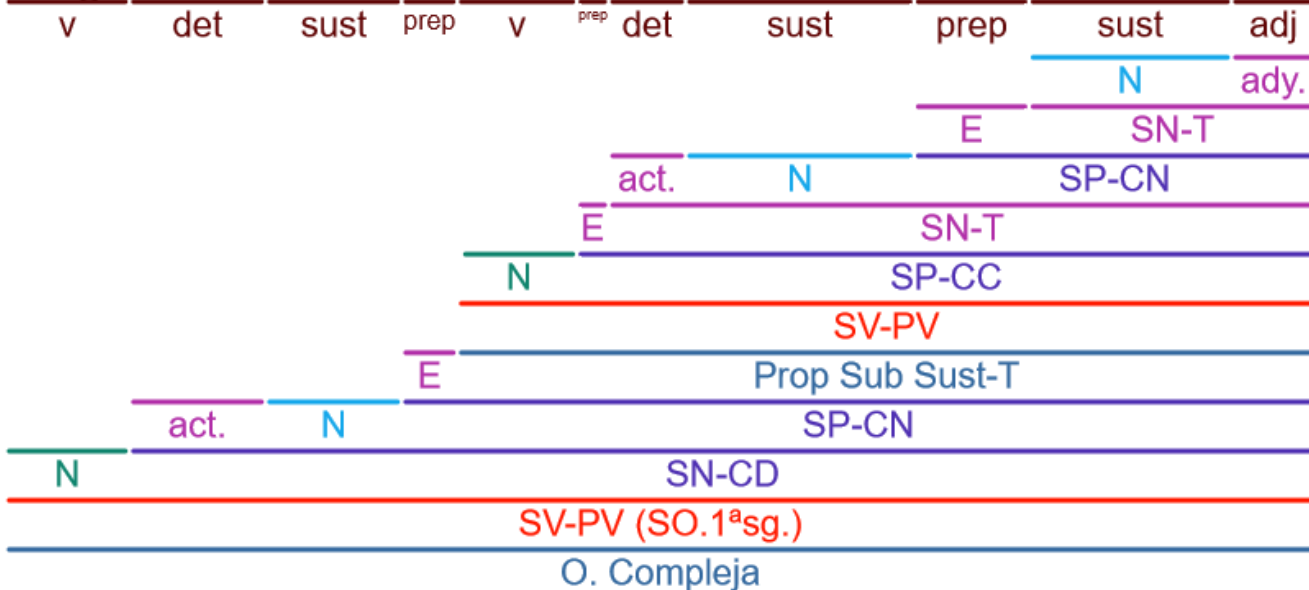 v det sust prep v prep det sust prep sust adj
N ady.
E SN-T
act. N SP-CN
E SN-T
N SP-CC
SV-PV
E Prop Sub Sust-T
act. N SP-CN
N SN-CD
SV-PV (SO.1ªsg.)
O. Compleja